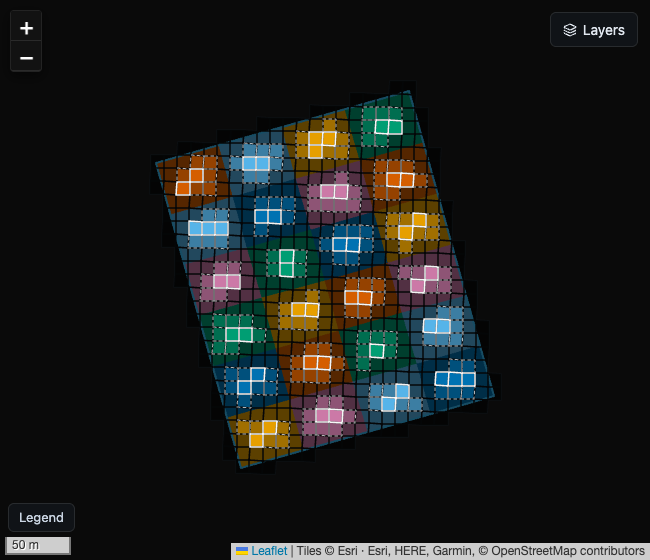 +
Layers
−
Legend
50 m
Leaflet | Tiles © Esri · Esri, HERE, Garmin, © OpenStreetMap contributors